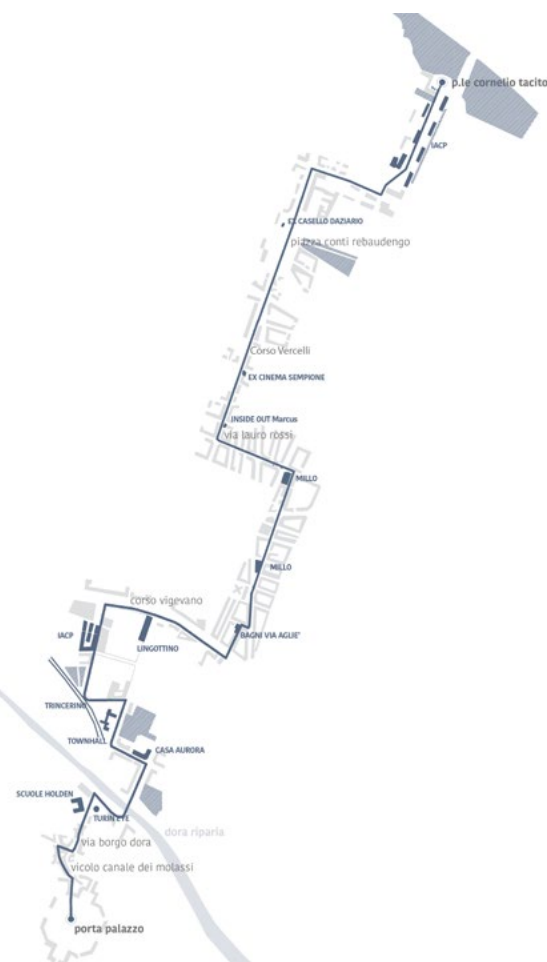 p.le cornelio tacito
IACP
EX CASELLO DAZIARIO
piazza conti rebaudengo
Corso Vercelli
EX CINEMA SEMPIONE
INSIDE OUT Marcus
via lauro rossi
MILLO
MILLO
corso vigevano
BAGNI VIA AGLIE'
IACP
LINGOTTINO
TRINCERINO
TOWNHALL
CASA AURORA
SCUOLE HOLDEN
TURIN EYE
dora riparia
via borgo dora
vicolo canale dei molassi
porta palazzo